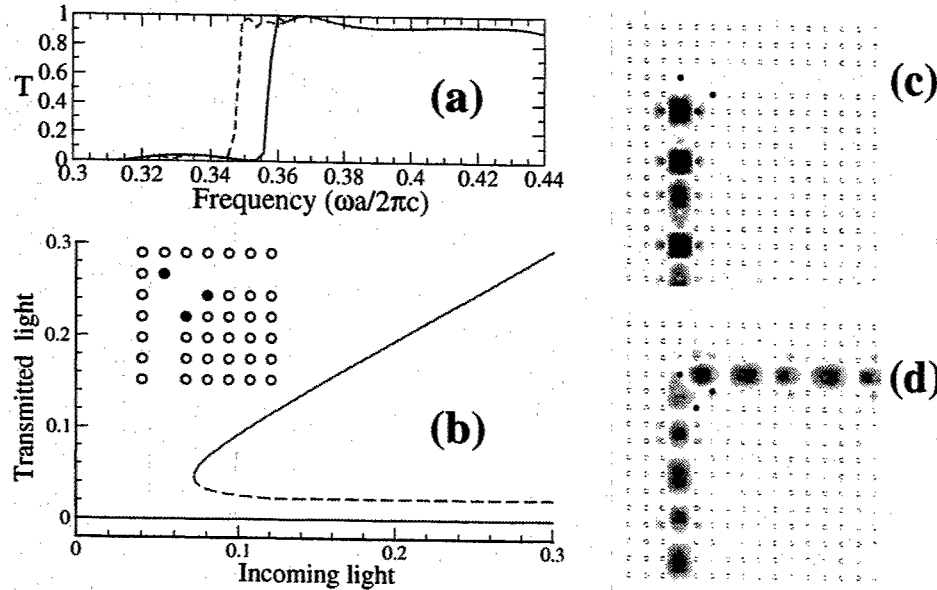 1
0.8
T
0.6
0.4
0.2
0
0.3
0.32
0.34
0.36
0.38
0.4
0.42
0.44
Frequency (ωa/2πc)
(a)
0.3
0.2
0.1
0
Transmitted light
0
0.1
0.2
0.3
Incoming light
(b)
(c)
(d)